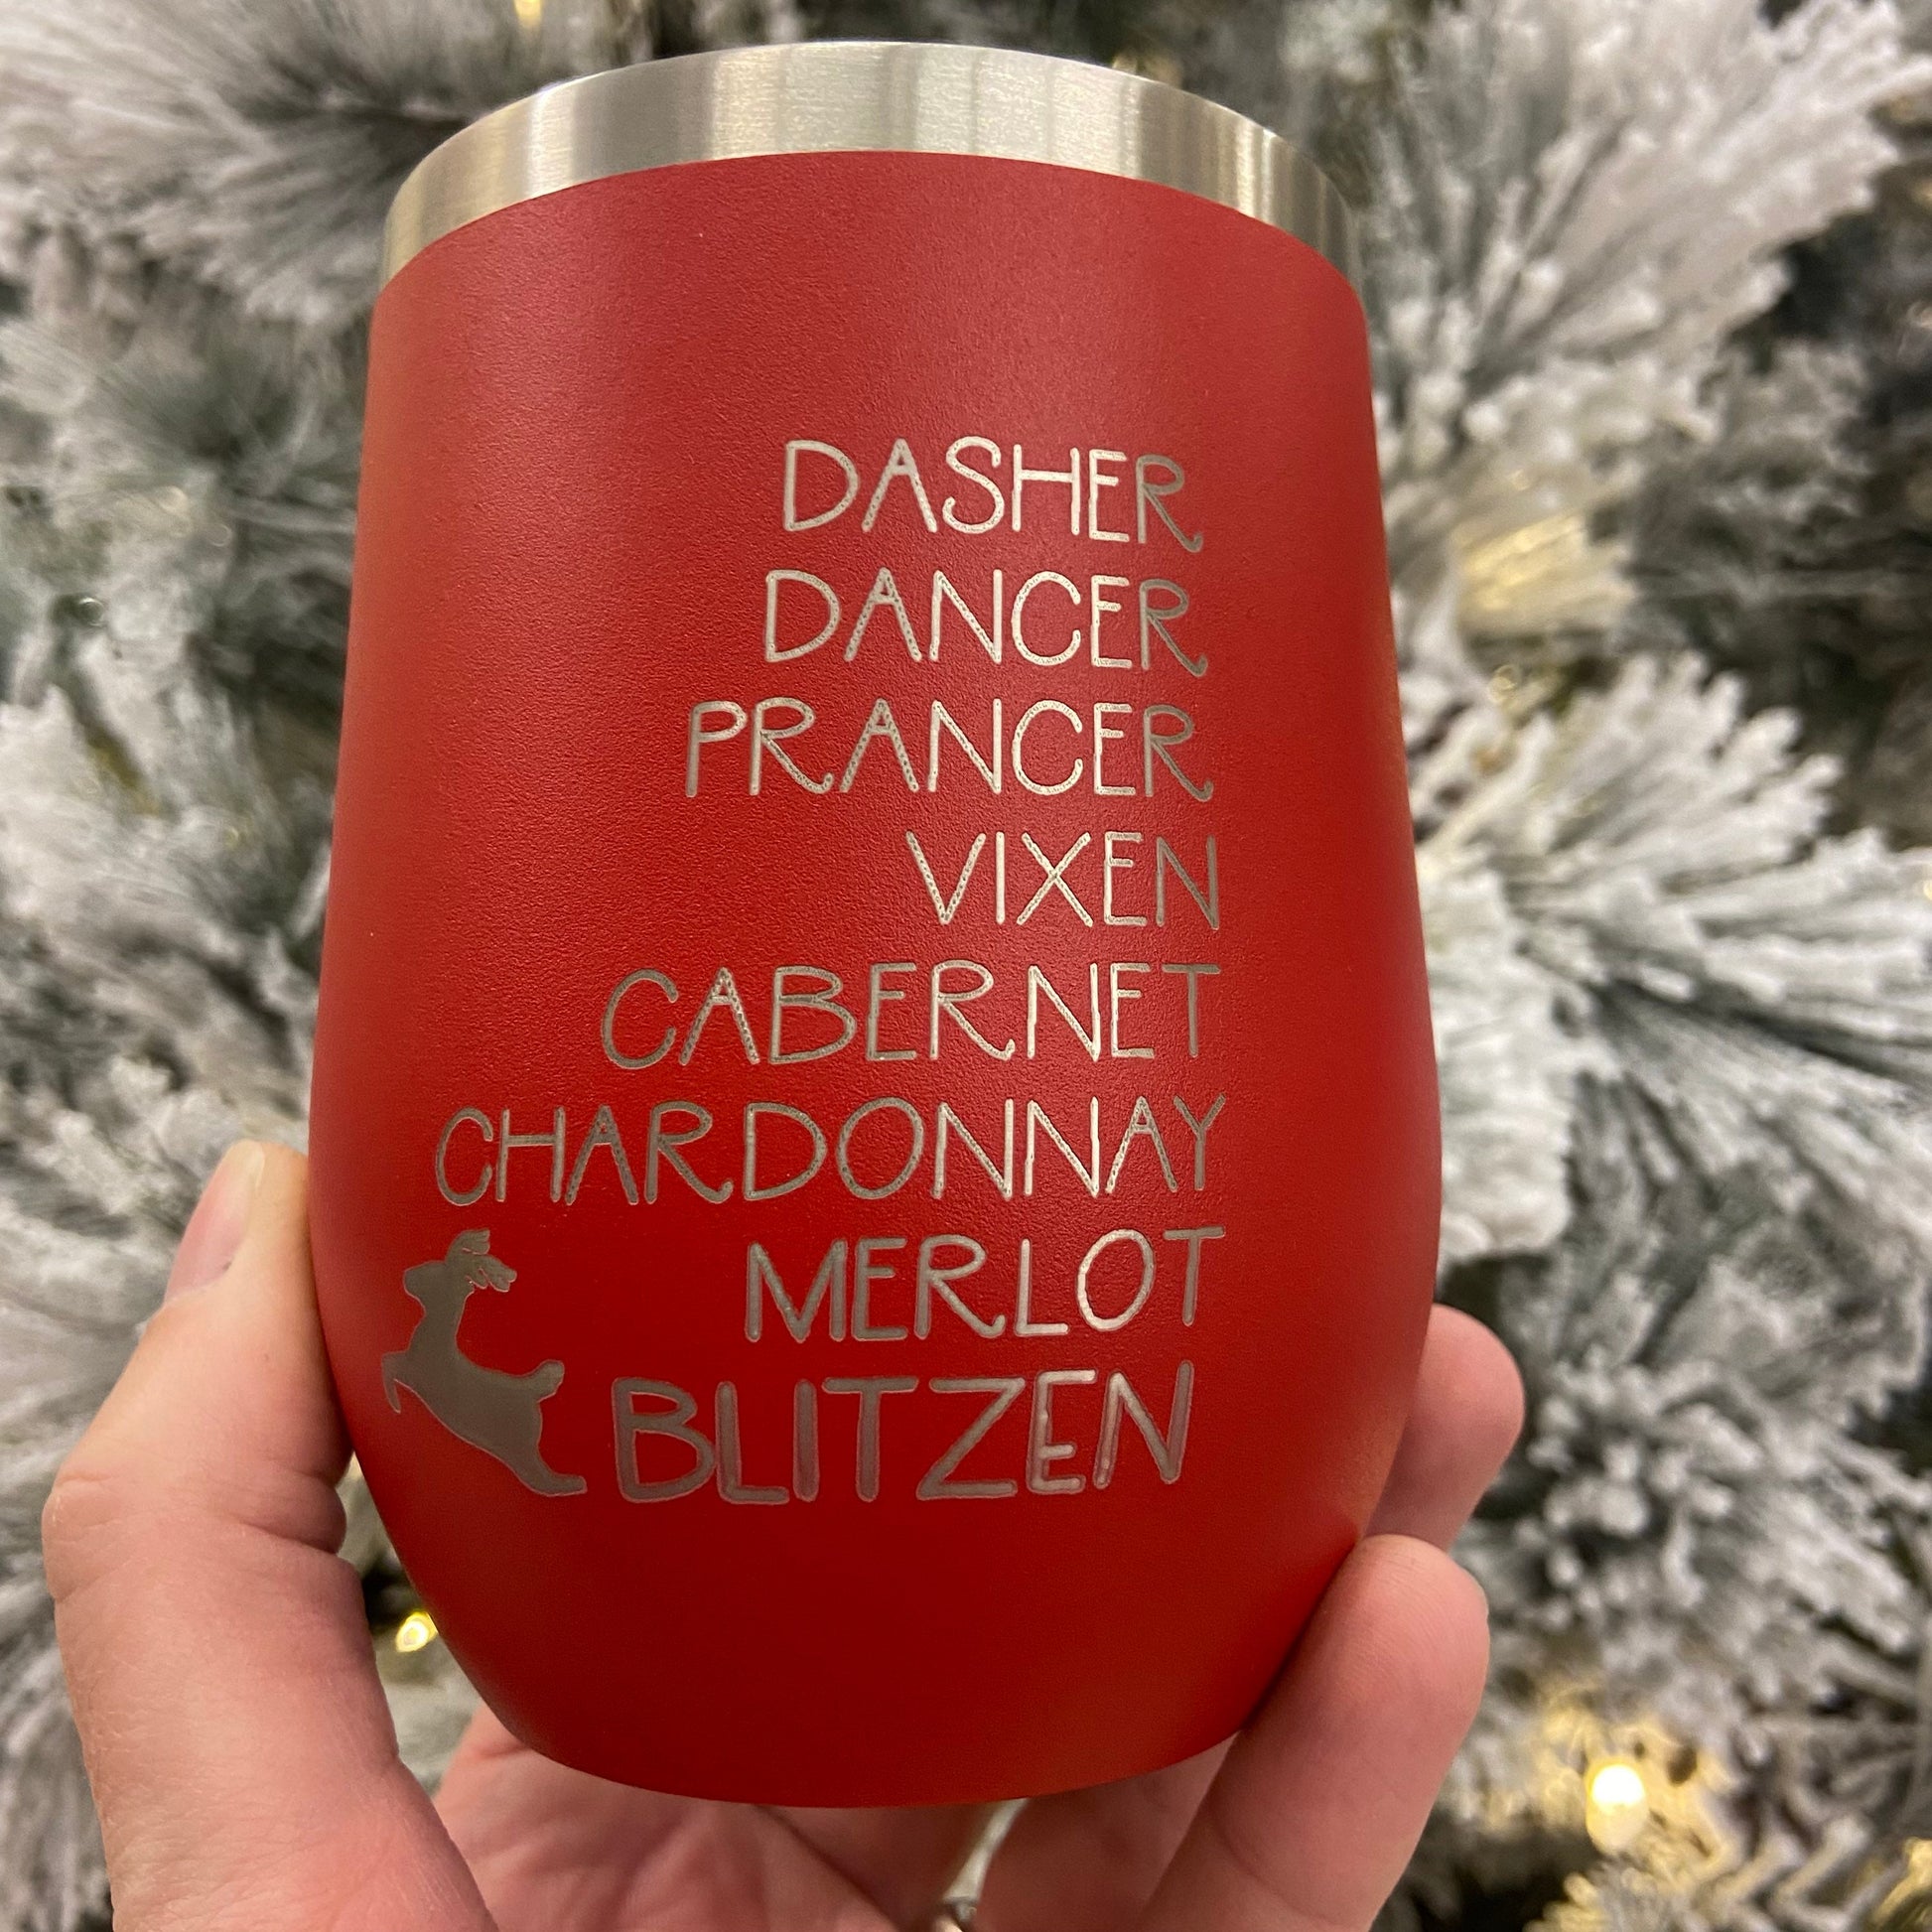 DASHER
DANCER
PRANCER
VIXEN
CABERNET
CHARDONNAY
MERLOT
BLITZEN